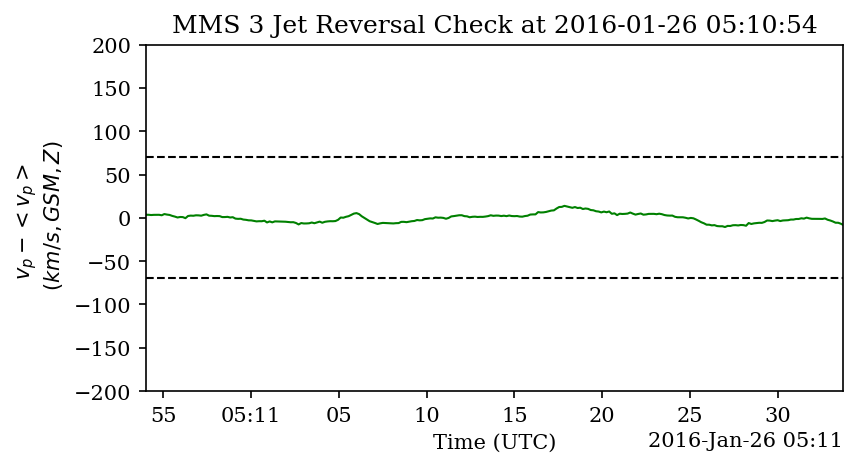 MMS 3 Jet Reversal Check at 2016-01-26 05:10:54
200
150
100
50
0
−50
−100
−150
−200
v_p − < v_p >
(km/s, GSM, Z)
55 05:11 05 10 15 20 25 30
Time (UTC)
2016-Jan-26 05:11